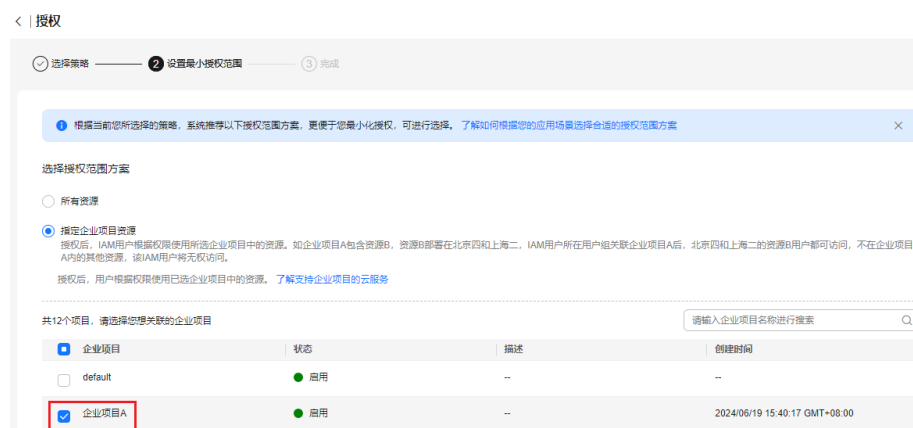 授权
选择策略 2 设置最小授权范围 3 完成
根据当前您所选择的策略，系统推荐以下授权范围方案，更便于您最小化授权，可进行选择。 了解如何根据您的应用场景选择合适的授权范围方案
选择授权范围方案
所有资源
指定企业项目资源
授权后，IAM用户根据权限使用所选企业项目中的资源。如企业项目A包含资源B，资源B部署在北京四和上海二，IAM用户所在用户组关联企业项目A后，北京四和上海二的资源B用户都可访问，不在企业项目
A内的其他资源，该IAM用户将无权访问。
授权后，用户根据权限使用已选企业项目中的资源。 了解支持企业项目的云服务
共12个项目，请选择您想关联的企业项目 请输入企业项目名称进行搜索
企业项目 状态 描述 创建时间
default 启用 -- --
企业项目A 启用 -- 2024/06/19 15:40:17 GMT+08:00